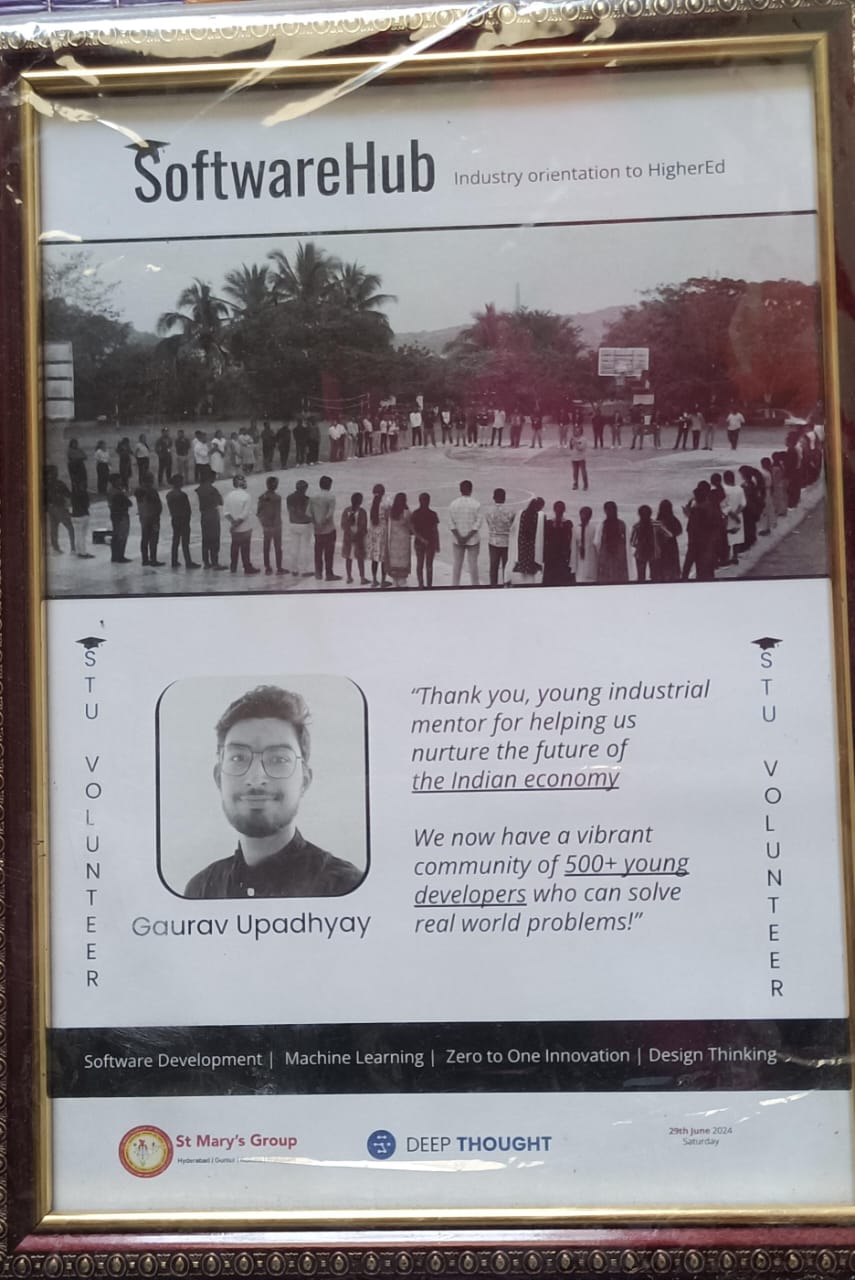 SoftwareHub Industry orientation to HigherEd
STU VOLUNTEER
Gaurav Upadhyay
“Thank you, young industrial
mentor for helping us
nurture the future of
the Indian economy
We now have a vibrant
community of 500+ young
developers who can solve
real world problems!”
STU VOLUNTEER
Software Development | Machine Learning | Zero to One Innovation | Design Thinking
St Mary's Group
Hyderabad | Guntur |
DEEP THOUGHT
29th June 2024
Saturday